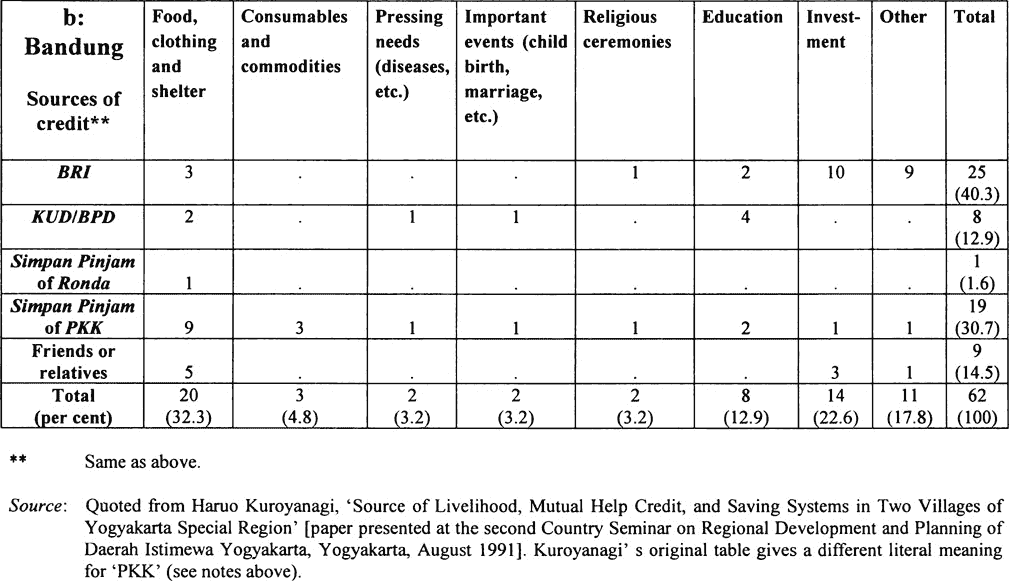 b: Bandung Sources of credit** | Food, clothing and shelter | Consumables and commodities | Pressing needs (diseases, etc.) | Important events (child birth, marriage, etc.) | Religious ceremonies | Education | Invest-ment | Other | Total
BRI | 3 | . | . | . | 1 | 2 | 10 | 9 | 25 (40.3)
KUD/BPD | 2 | . | 1 | 1 | . | 4 | . | . | 8 (12.9)
Simpan Pinjam of Ronda | 1 | . | . | . | . | . | . | . | 1 (1.6)
Simpan Pinjam of PKK | 9 | 3 | 1 | 1 | 1 | 2 | 1 | 1 | 19 (30.7)
Friends or relatives | 5 | . | . | . | . | . | 3 | 1 | 9 (14.5)
Total (per cent) | 20 (32.3) | 3 (4.8) | 2 (3.2) | 2 (3.2) | 2 (3.2) | 8 (12.9) | 14 (22.6) | 11 (17.8) | 62 (100)
** Same as above.
Source: Quoted from Haruo Kuroyanagi, 'Source of Livelihood, Mutual Help Credit, and Saving Systems in Two Villages of
Yogyakarta Special Region' [paper presented at the second Country Seminar on Regional Development and Planning of
Daerah Istimewa Yogyakarta, Yogyakarta, August 1991]. Kuroyanagi' s original table gives a different literal meaning
for 'PKK' (see notes above).